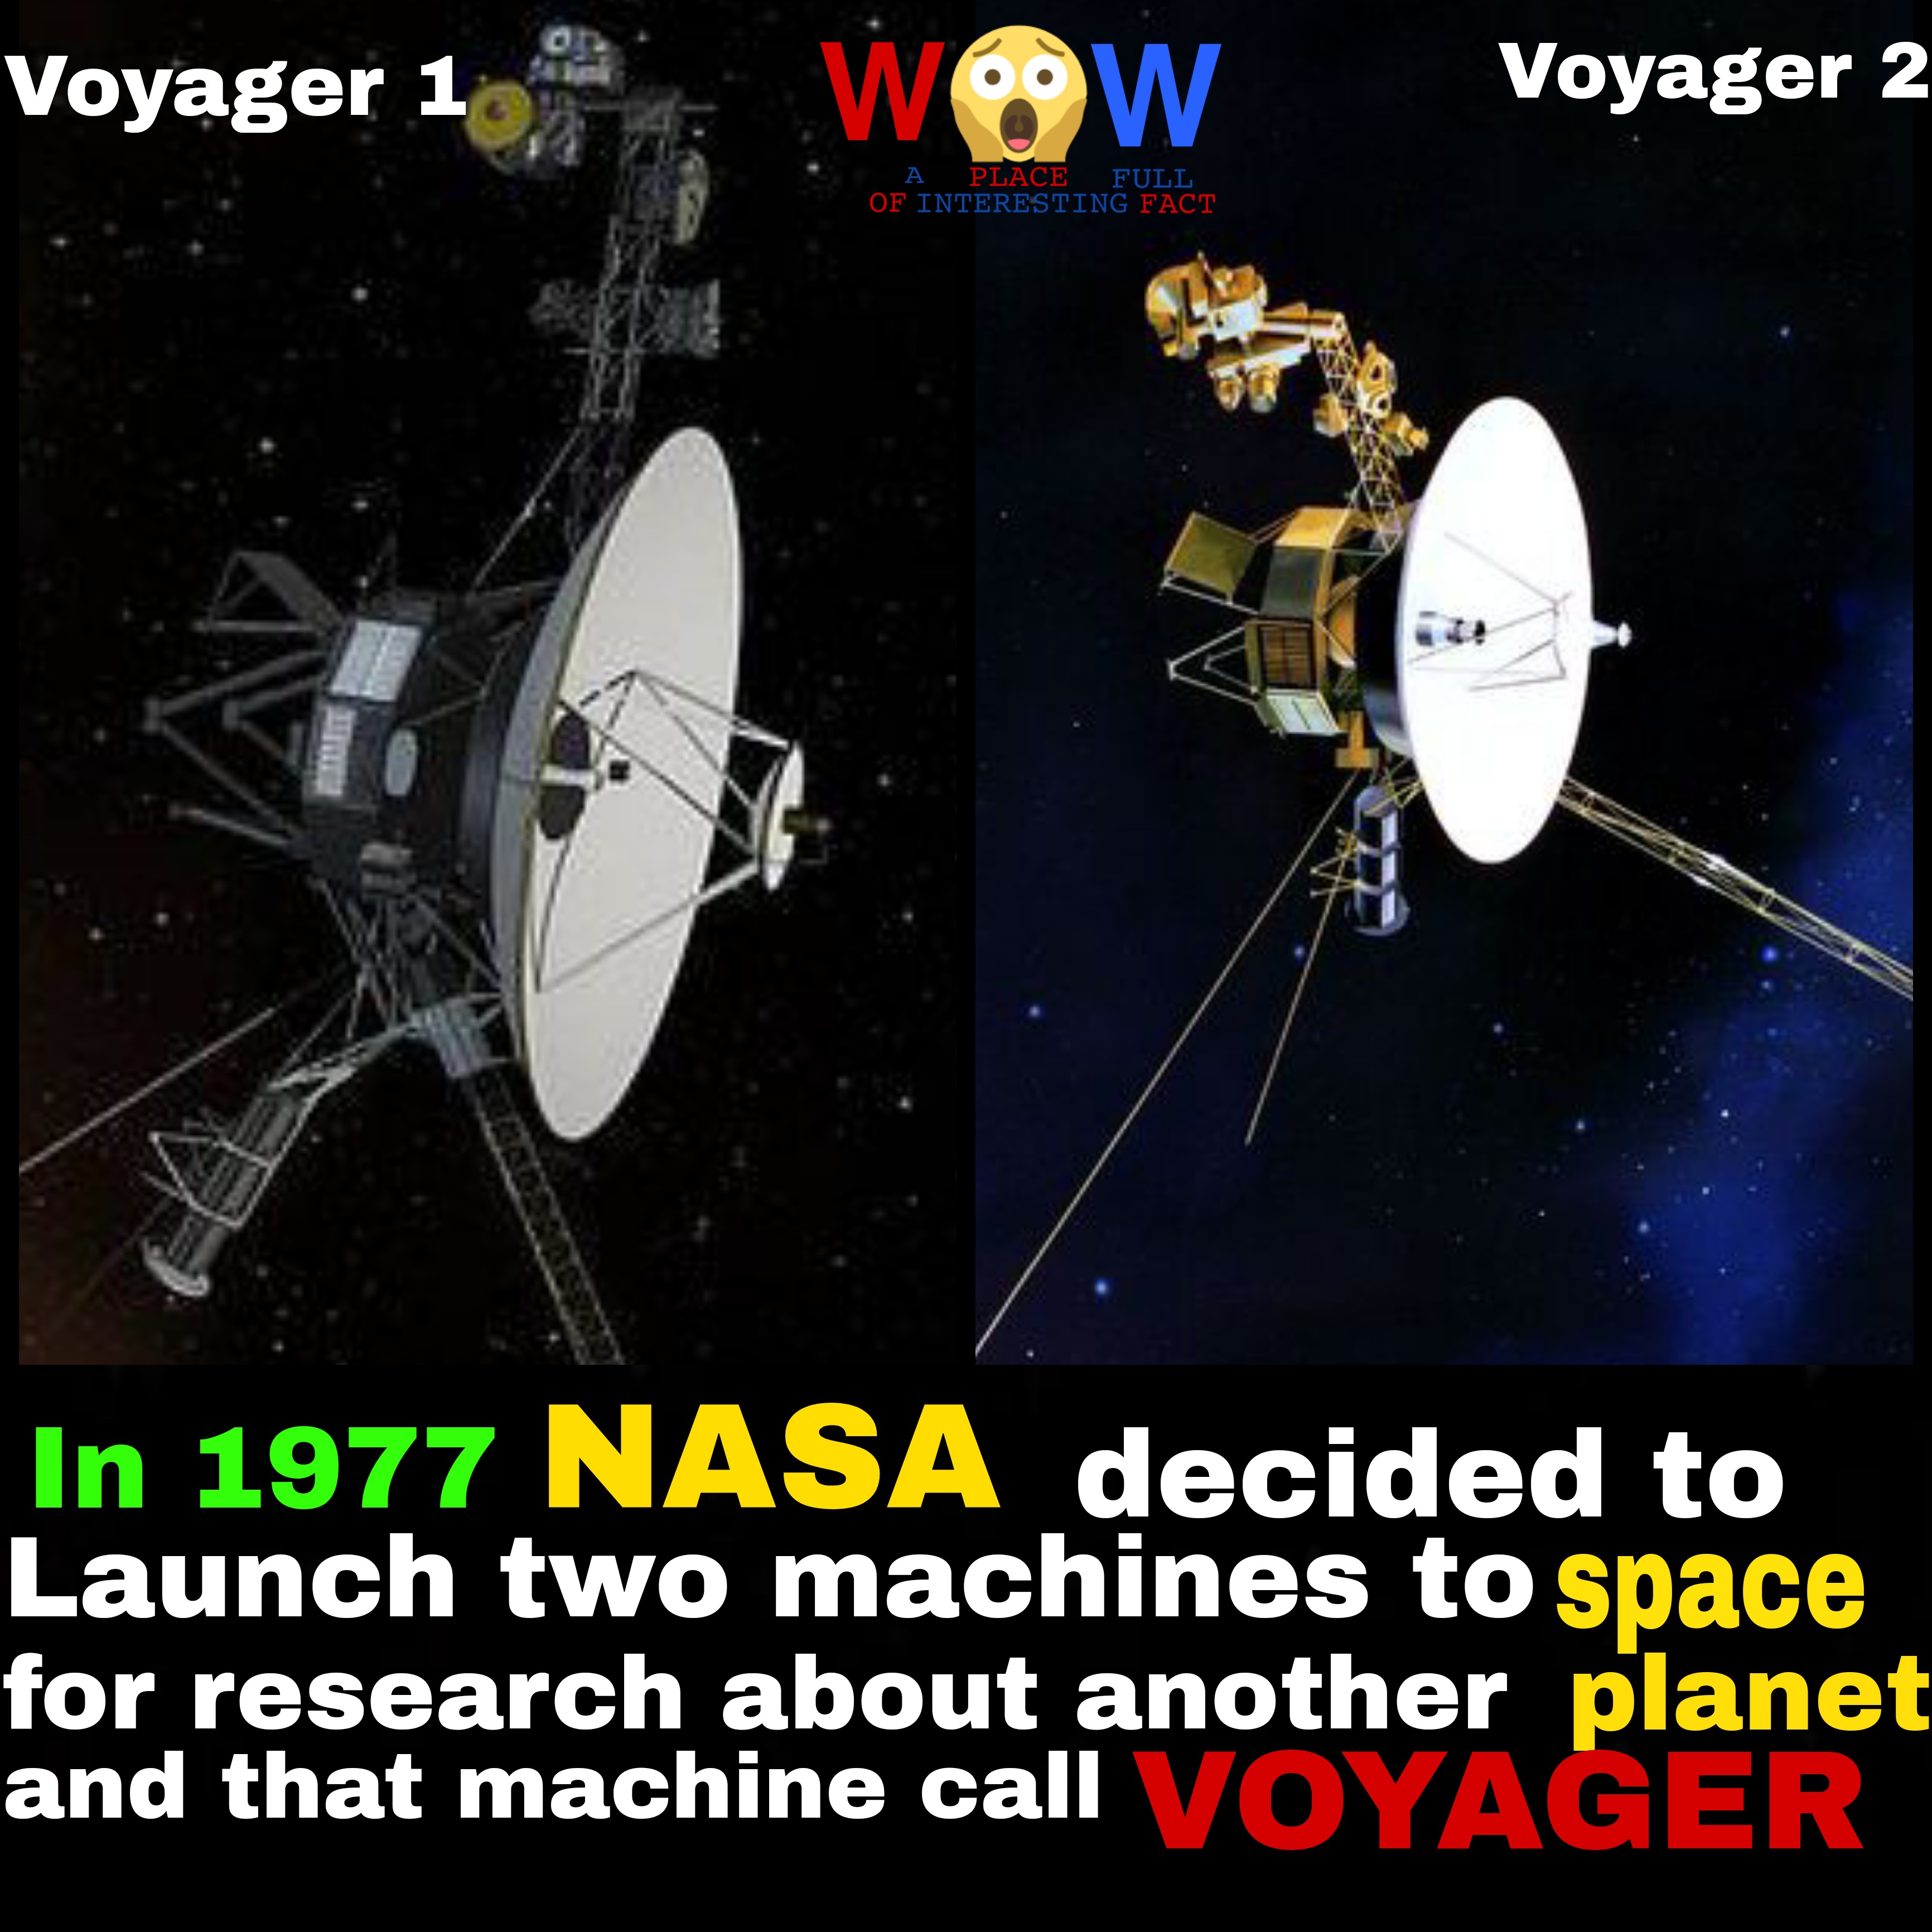 Voyager 1
WOW
Voyager 2
A PLACE FULL
OF INTERESTING FACT
In 1977 NASA decided to
Launch two machines to space
for research about another planet
and that machine call VOYAGER